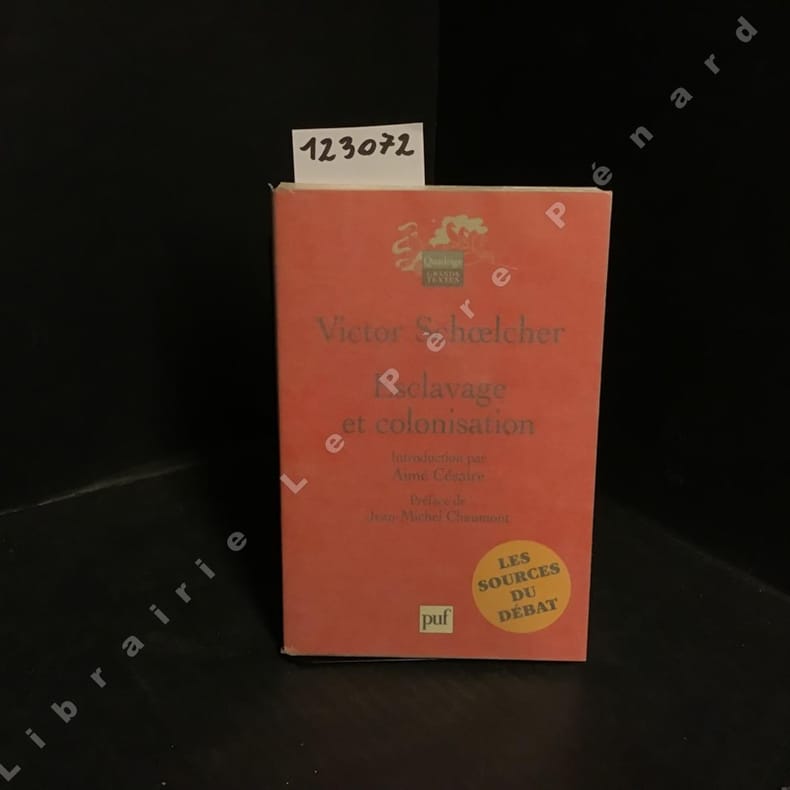 123072
Quadrige
GRANDS
TEXTES
Victor Schœlcher
Esclavage
et colonisation
Introduction par
Aimé Césaire
Préface de
Jean-Michel Chaumont
LES
SOURCES
DU
DÉBAT
puf
Librairie Le Père Pénard